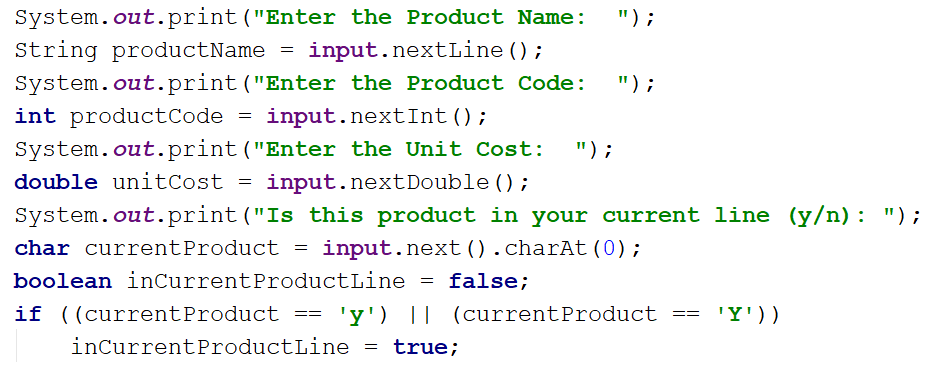 System.out.print("Enter the Product Name:  ");
String productName = input.nextLine();
System.out.print("Enter the Product Code:  ");
int productCode = input.nextInt();
System.out.print("Enter the Unit Cost:  ");
double unitCost = input.nextDouble();
System.out.print("Is this product in your current line (y/n): ");
char currentProduct = input.next().charAt(0);
boolean inCurrentProductLine = false;
if ((currentProduct == 'y') || (currentProduct == 'Y'))
    inCurrentProductLine = true;